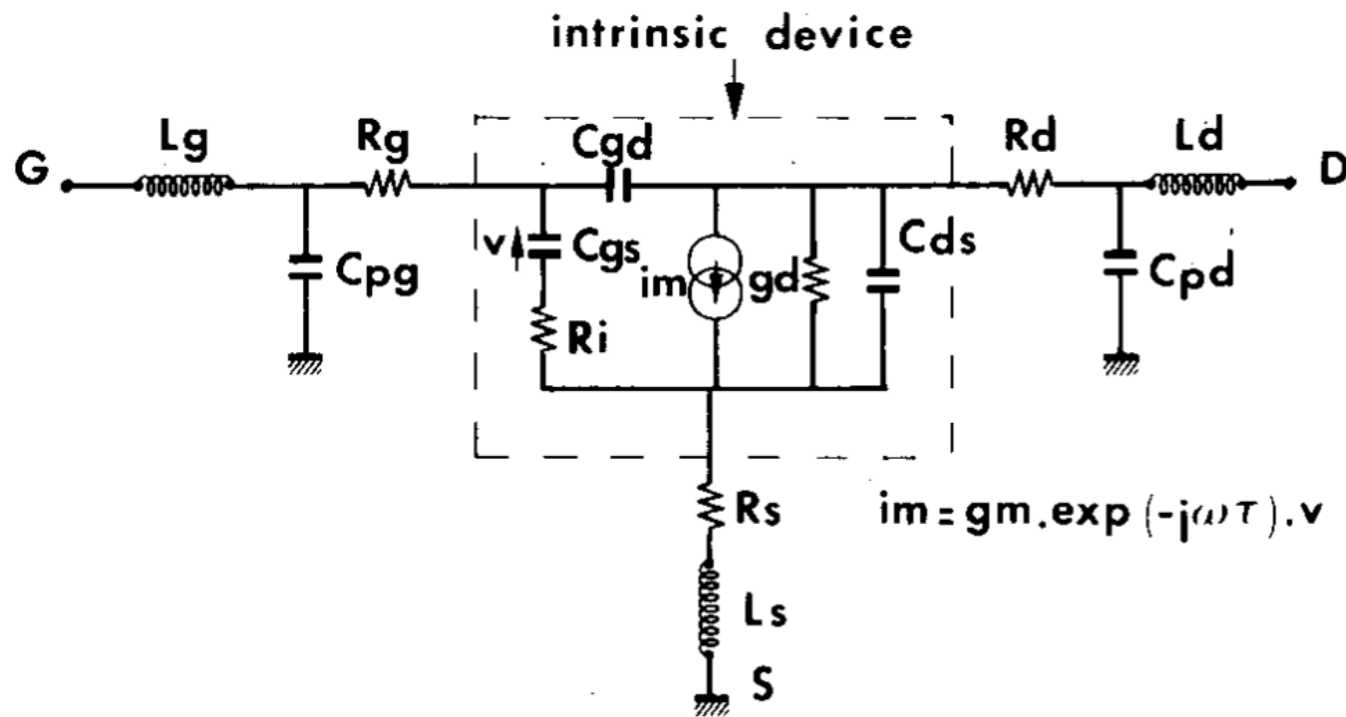 intrinsic device
Lg
Rg
Cgd
Rd
Ld
G
D
v
Cgs
im
gd
Cds
Cpg
Cpd
Ri
Rs
im = gm.exp (-jωτ).v
Ls
S